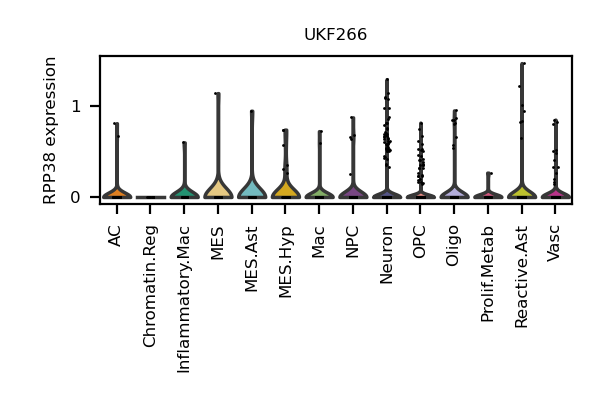 UKF266
RPP38 expression
1
0
AC
Chromatin.Reg
Inflammatory.Mac
MES
MES.Ast
MES.Hyp
Mac
NPC
Neuron
OPC
Oligo
Prolif.Metab
Reactive.Ast
Vasc